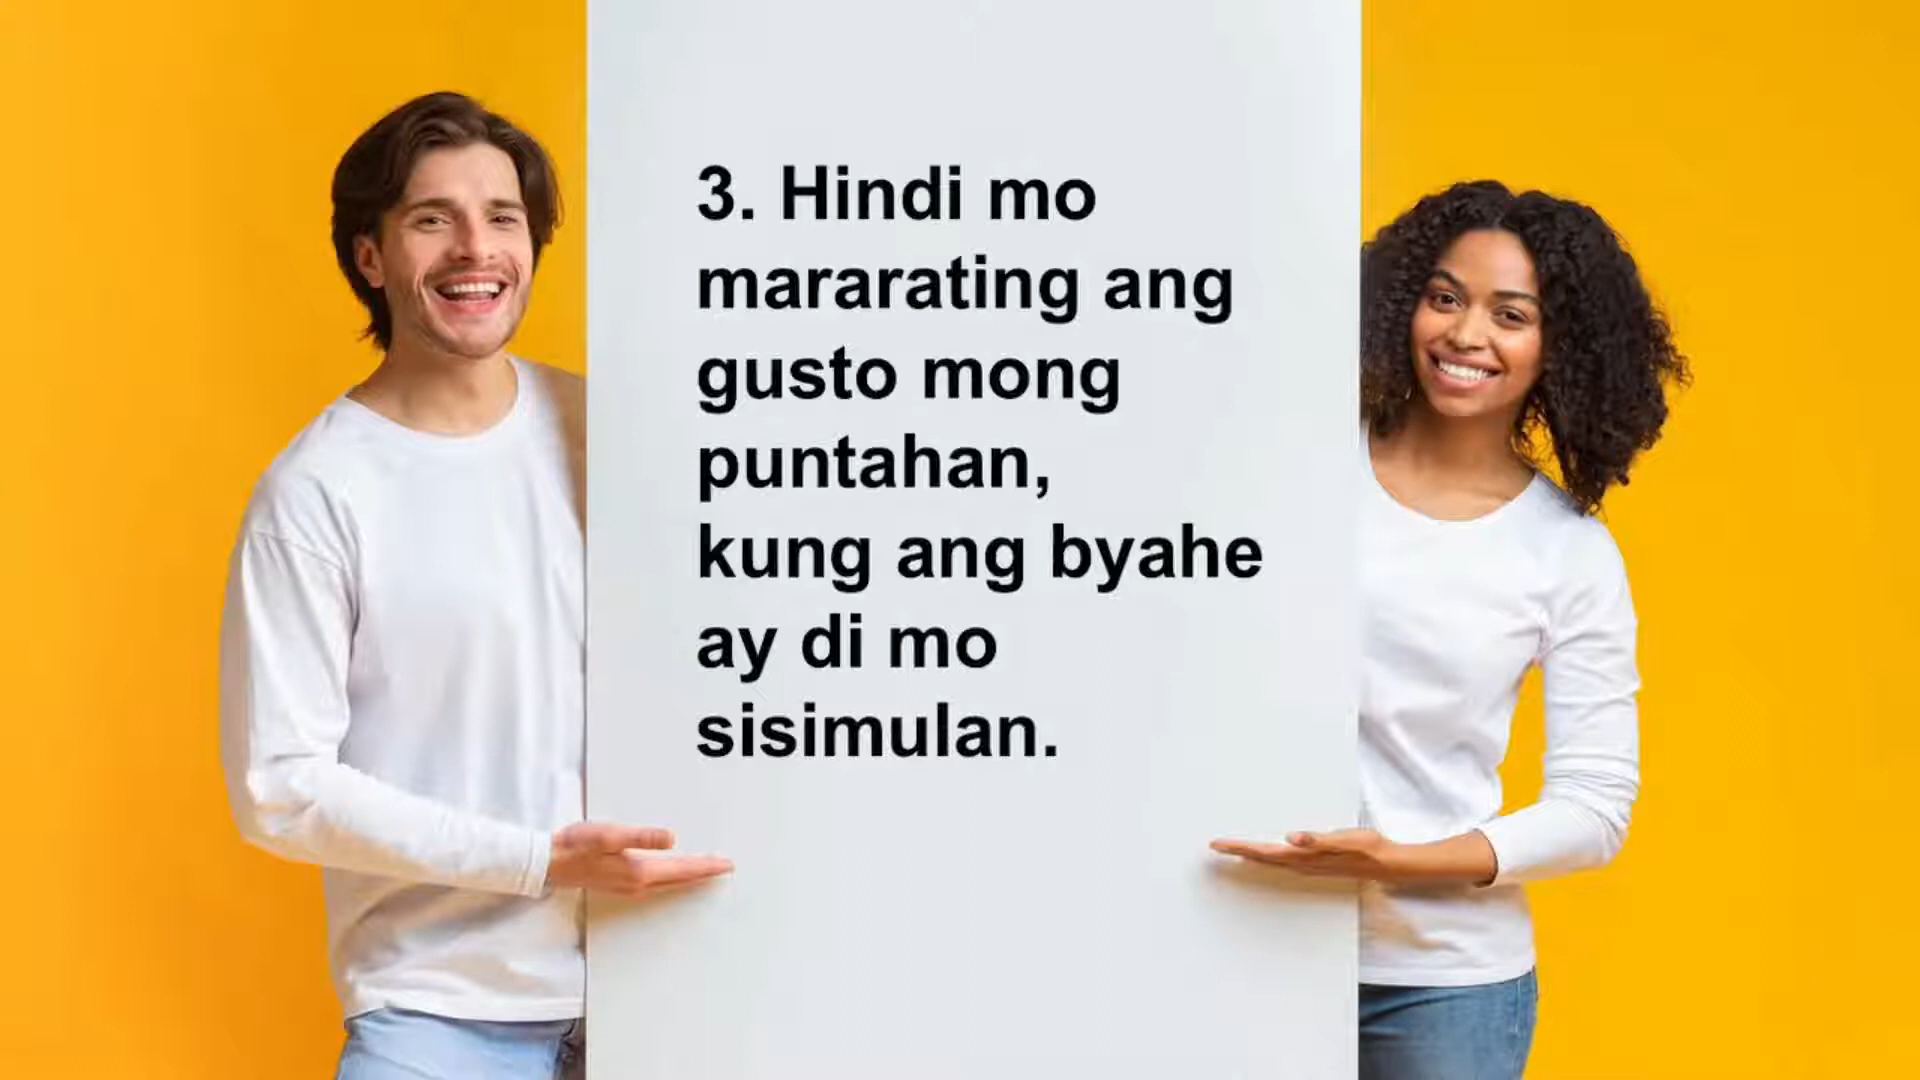 3. Hindi mo
mararating ang
gusto mong
puntahan,
kung ang byahe
ay di mo
sisimulan.